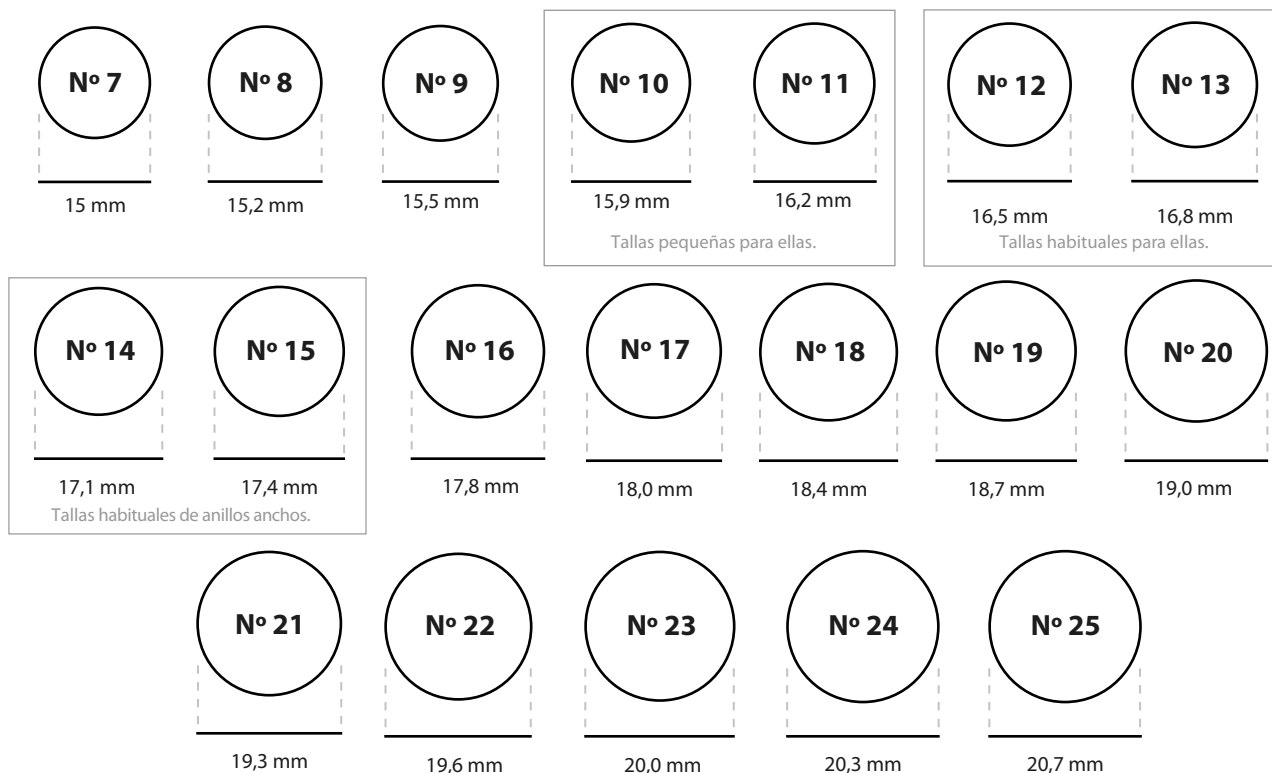 Nº 7 Nº 8 Nº 9 Nº 10 Nº 11 Nº 12 Nº 13
15 mm 15,2 mm 15,5 mm 15,9 mm 16,2 mm 16,5 mm 16,8 mm
Tallas pequeñas para ellas. Tallas habituales para ellas.
Nº 14 Nº 15 Nº 16 Nº 17 Nº 18 Nº 19 Nº 20
17,1 mm 17,4 mm 17,8 mm 18,0 mm 18,4 mm 18,7 mm 19,0 mm
Tallas habituales de anillos anchos.
Nº 21 Nº 22 Nº 23 Nº 24 Nº 25
19,3 mm 19,6 mm 20,0 mm 20,3 mm 20,7 mm